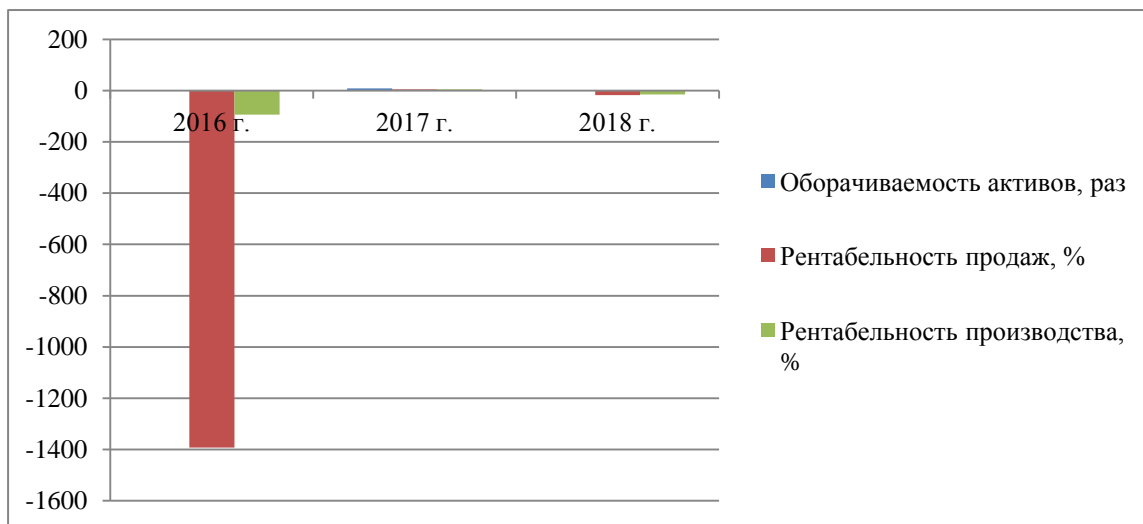 200
0
-200
-400
-600
-800
-1000
-1200
-1400
-1600
2016 г.
2017 г.
2018 г.
Оборачиваемость активов, раз
Рентабельность продаж, %
Рентабельность производства,
%